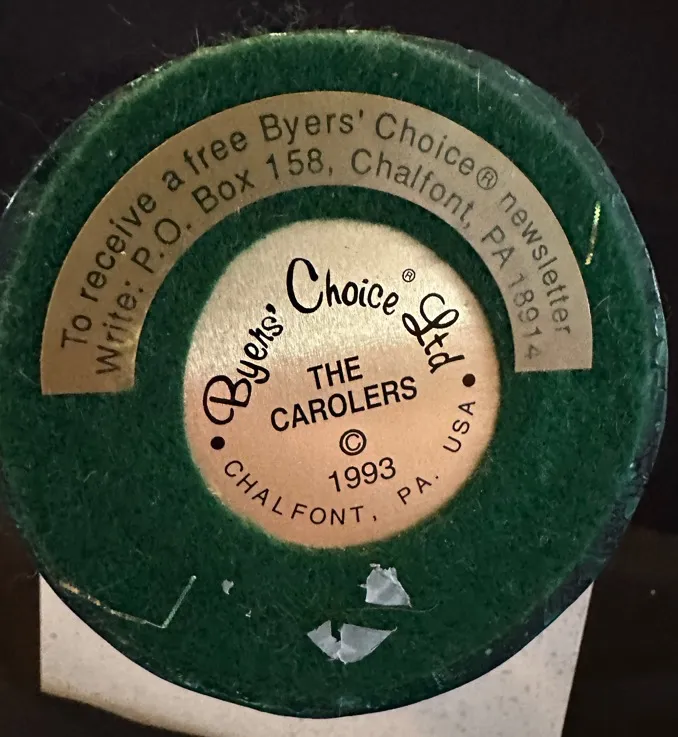 To receive a free Byers' Choice® newsletter
Write: P.O. Box 158, Chalfont, PA 18914
Byers' Choice® Ltd
THE
CAROLERS
©
1993
CHALFONT, PA. USA